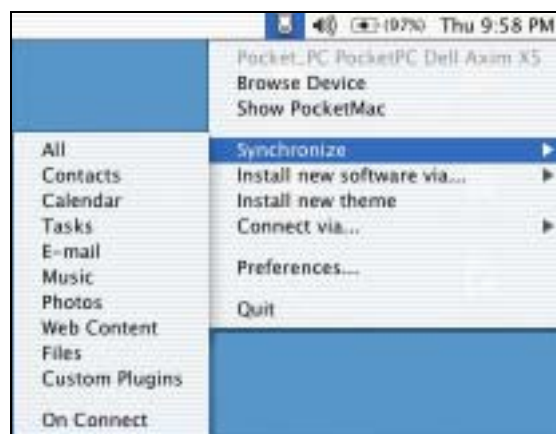 (97%) Thu 9:58 PM
Pocket_PC PocketPC Dell Axim X5
Browse Device
Show PocketMac
Synchronize
Install new software via...
Install new theme
Connect via...
Preferences...
Quit
All
Contacts
Calendar
Tasks
E-mail
Music
Photos
Web Content
Files
Custom Plugins
On Connect